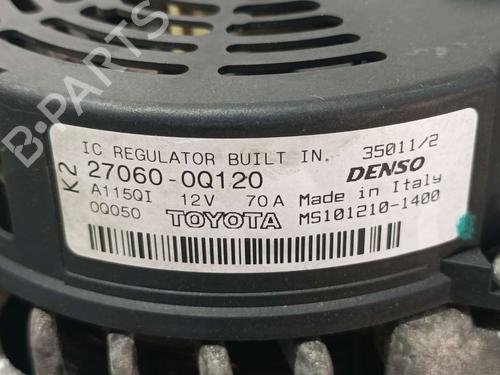 B-PARTS
IC REGULATOR BUILT IN. 35011/2
K2
27060-0Q120 DENSO
A115QI 12V 70A Made in Italy
0Q050 TOYOTA MS101210-1400